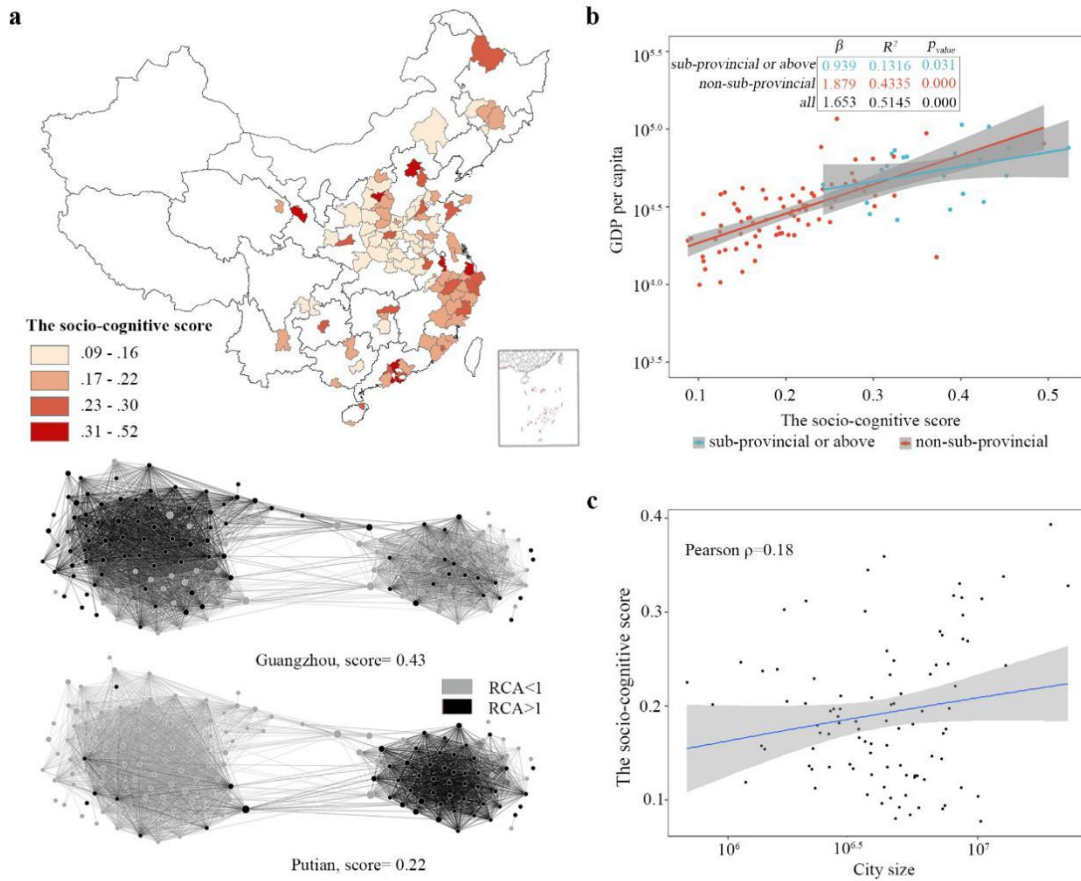 a
The socio-cognitive score
.09 - .16
.17 - .22
.23 - .30
.31 - .52
Guangzhou, score= 0.43
RCA<1
RCA>1
Putian, score= 0.22
b
β R² pvalue
sub-provincial or above 0.939 0.1316 0.031
non-sub-provincial 1.879 0.4335 0.000
all 1.653 0.5145 0.000
GDP per capita
10^5.5
10^5.0
10^4.5
10^4.0
10^3.5
0.1 0.2 0.3 0.4 0.5
The socio-cognitive score
sub-provincial or above non-sub-provincial
c
Pearson ρ=0.18
The socio-cognitive score
0.4
0.3
0.2
0.1
10^6 10^6.5 10^7
City size